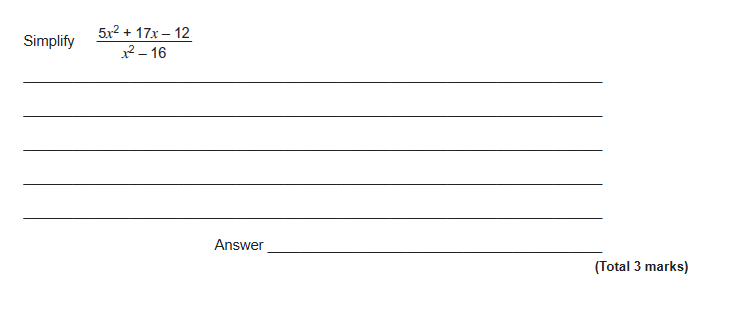 Simplify (5x² + 17x – 12)/(x² – 16)
Answer
(Total 3 marks)